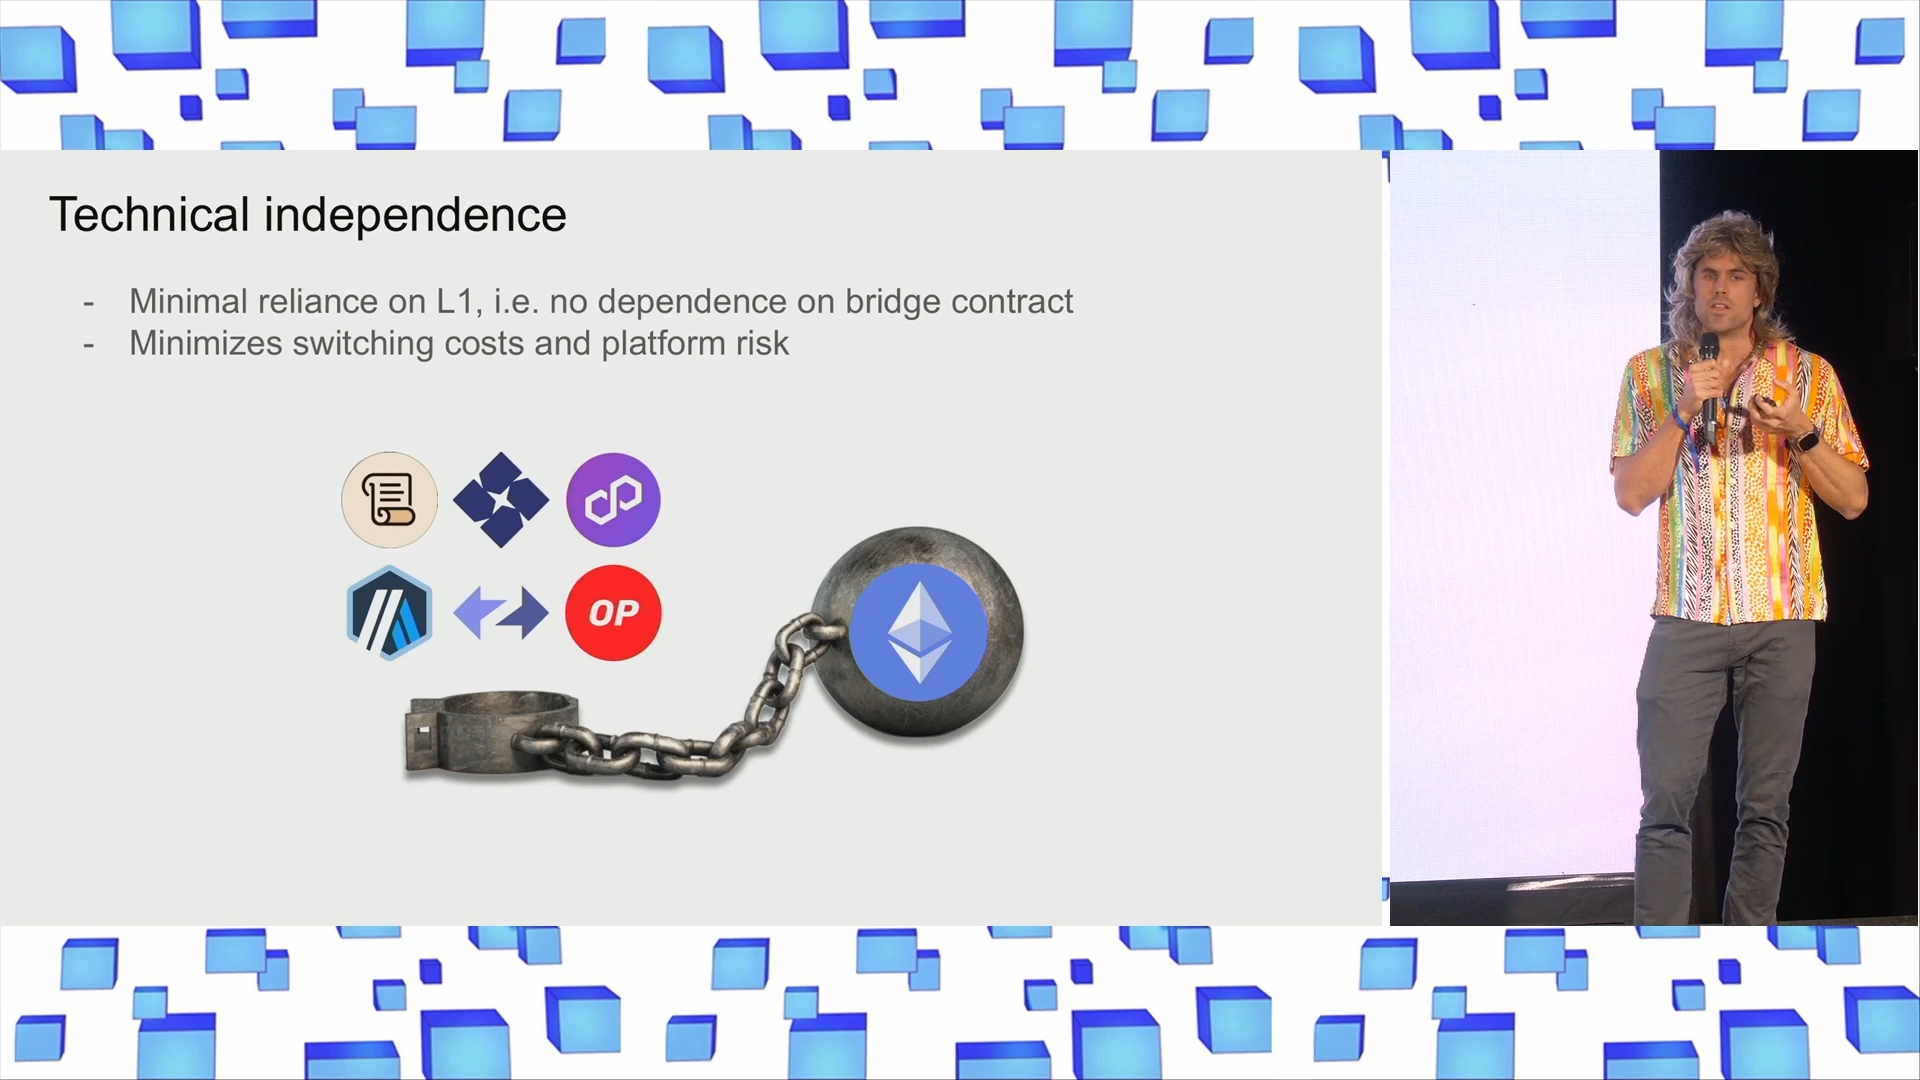 Technical independence
- Minimal reliance on L1, i.e. no dependence on bridge contract
- Minimizes switching costs and platform risk
OP